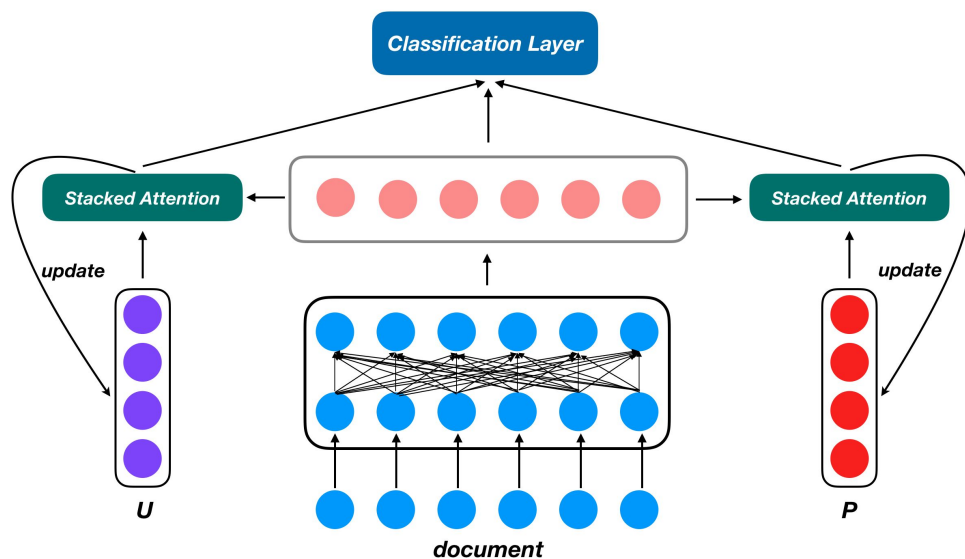 Classification Layer
Stacked Attention
Stacked Attention
update
update
U
P
document